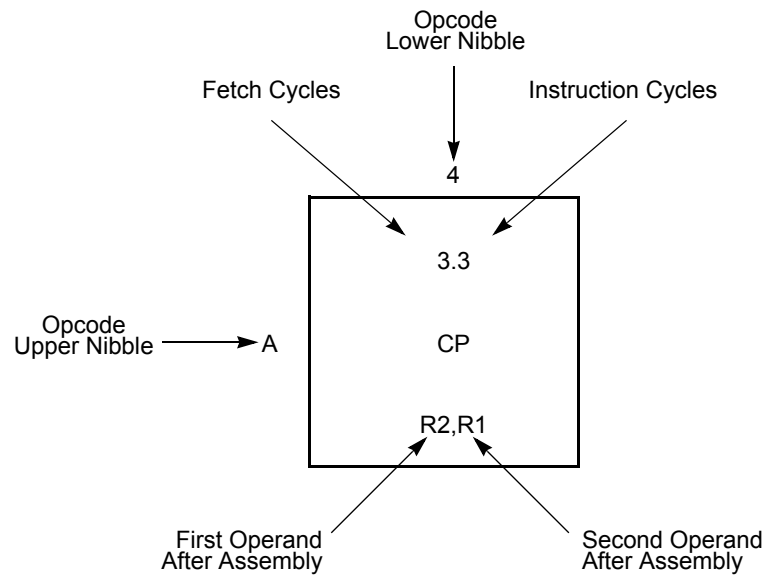 Opcode
Lower Nibble
Fetch Cycles
Instruction Cycles
4
3.3
Opcode
Upper Nibble
A
CP
R2,R1
First Operand
After Assembly
Second Operand
After Assembly